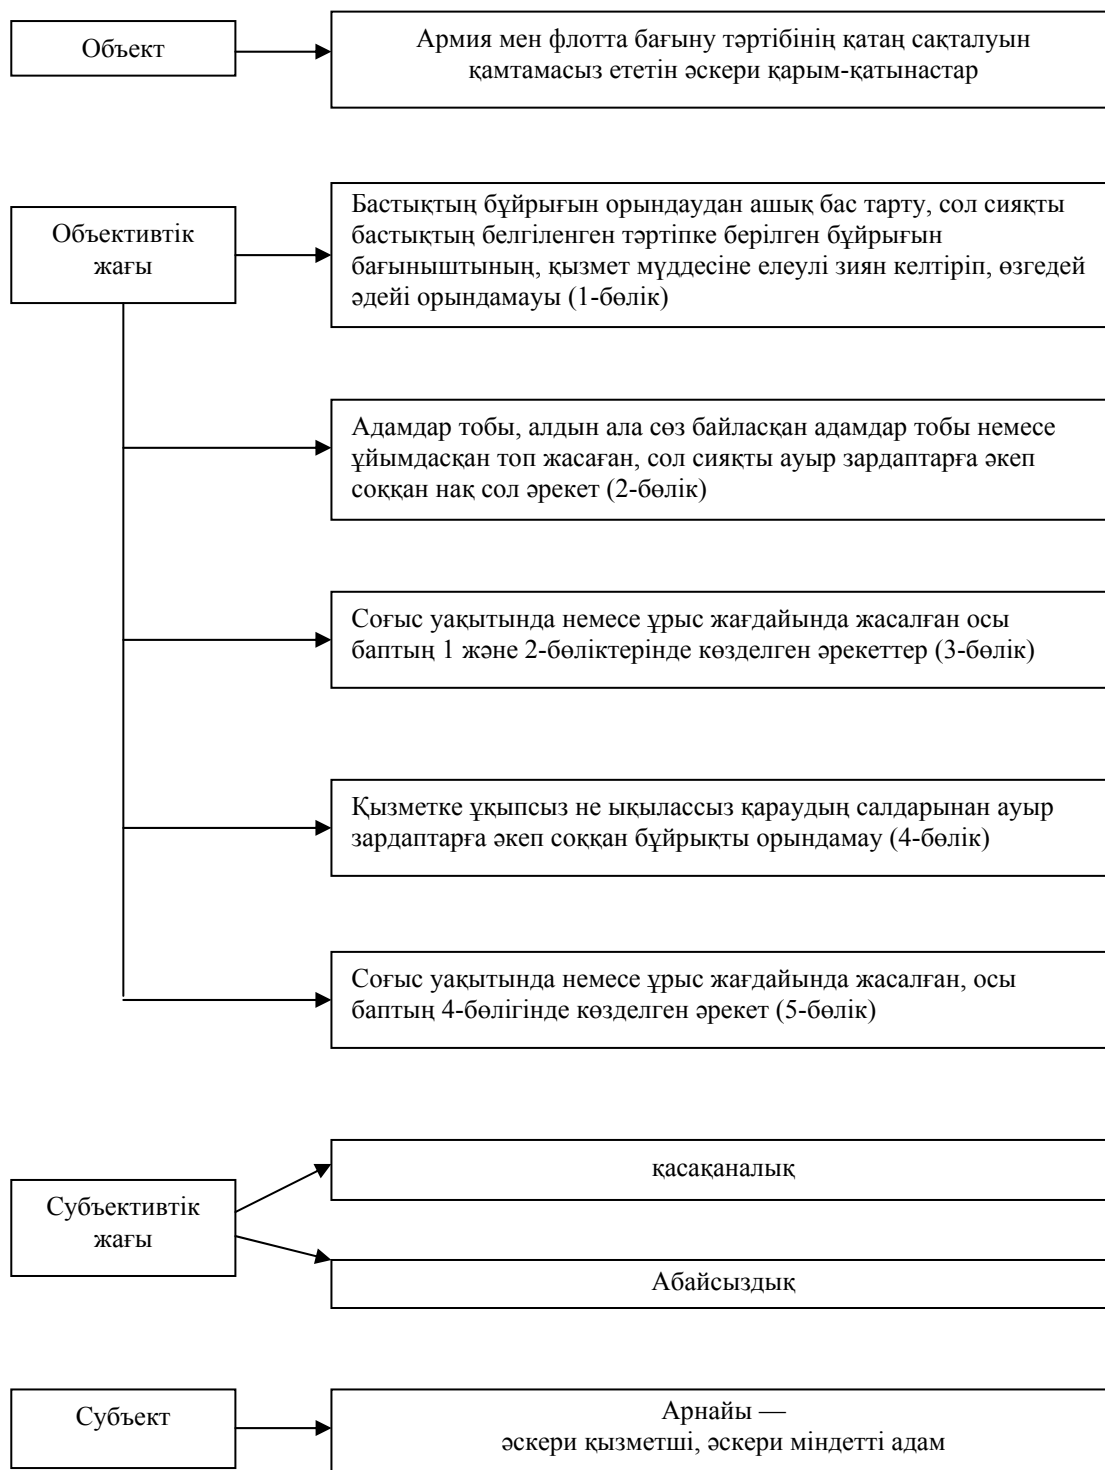 Объект
Армия мен флотта бағыну тәртібінің қатаң сақталуын
қамтамасыз ететін әскери қарым-қатынастар
Объективтік
жағы
Бастықтың бұйрығын орындаудан ашық бас тарту, сол сияқты
бастықтың белгіленген тәртіпке берілген бұйрығын
бағыныштының, қызмет мүддесіне елеулі зиян келтіріп, өзгедей
әдейі орындамауы (1-бөлік)
Адамдар тобы, алдын ала сөз байласқан адамдар тобы немесе
ұйымдасқан топ жасаған, сол сияқты ауыр зардаптарға әкеп
соққан нақ сол әрекет (2-бөлік)
Соғыс уақытында немесе ұрыс жағдайында жасалған осы
баптың 1 және 2-бөліктерінде көзделген әрекеттер (3-бөлік)
Қызметке ұқыпсыз не ықылассыз қараудың салдарынан ауыр
зардаптарға әкеп соққан бұйрықты орындамау (4-бөлік)
Соғыс уақытында немесе ұрыс жағдайында жасалған, осы
баптың 4-бөлігінде көзделген әрекет (5-бөлік)
Субъективтік
жағы
қасақаналық
Абайсыздық
Субъект
Арнайы —
әскери қызметші, әскери міндетті адам